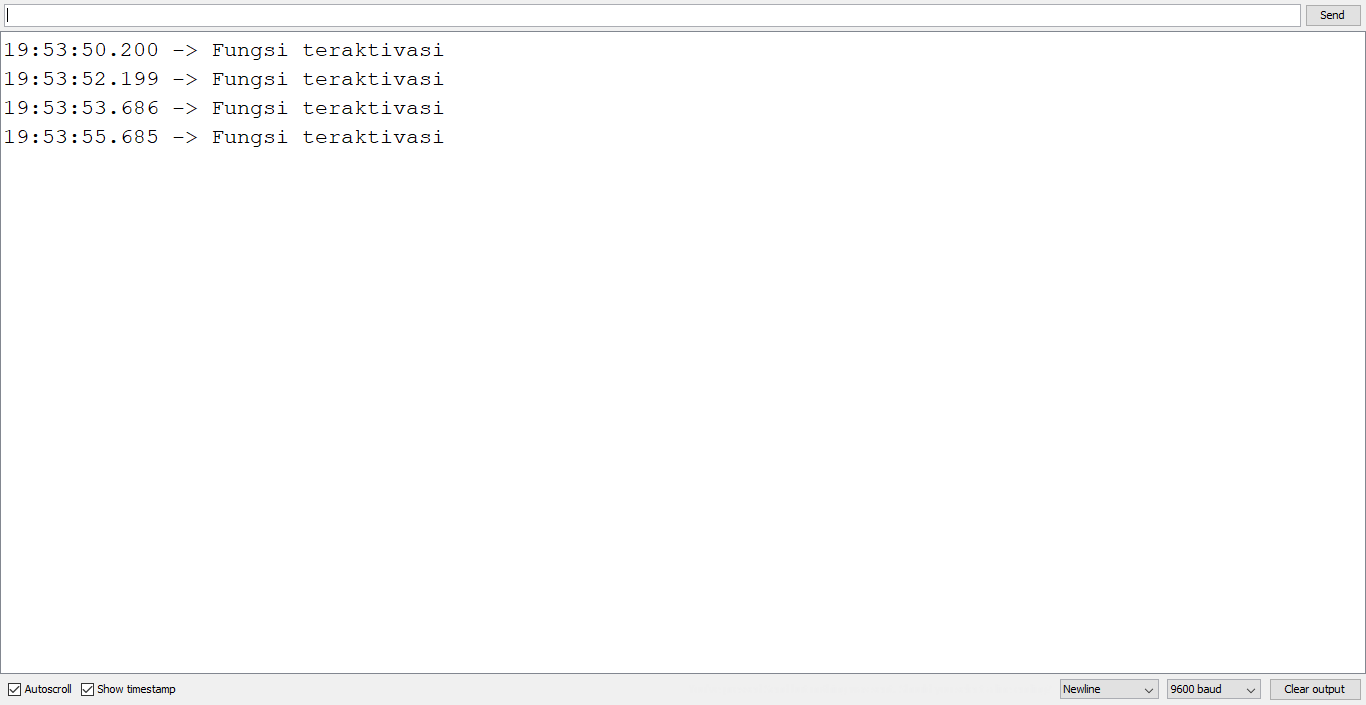 Send
19:53:50.200 -> Fungsi teraktivasi
19:53:52.199 -> Fungsi teraktivasi
19:53:53.686 -> Fungsi teraktivasi
19:53:55.685 -> Fungsi teraktivasi
Autoscroll Show timestamp Newline 9600 baud Clear output